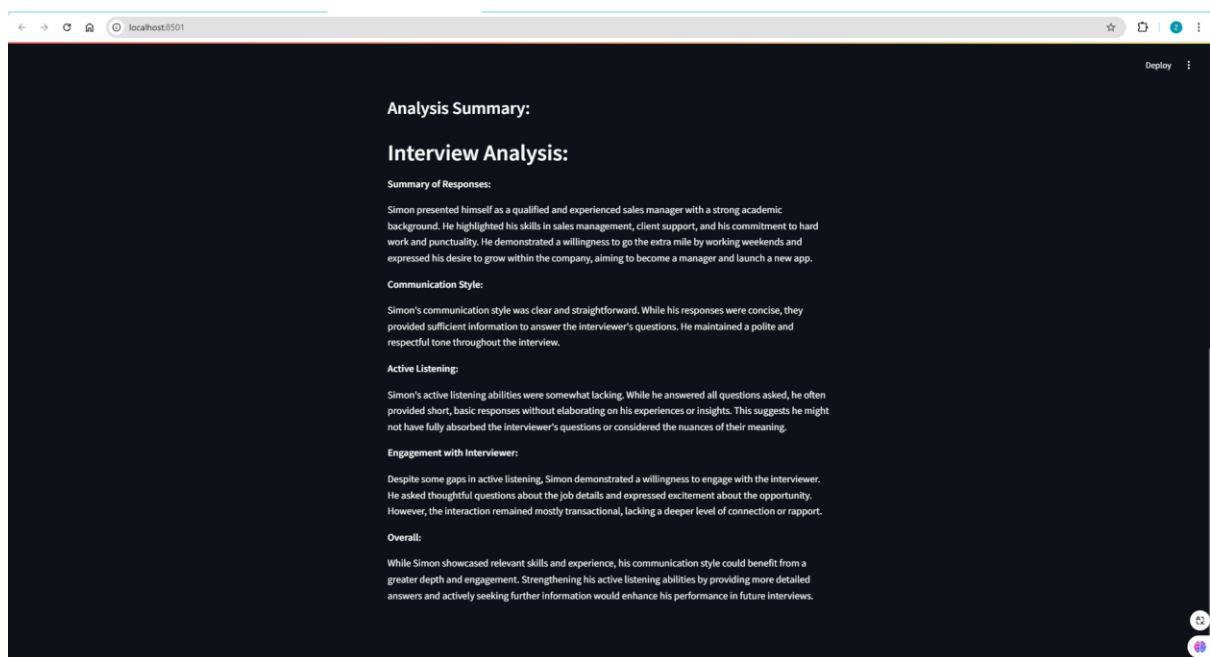 localhost:8501
Deploy
Analysis Summary:
Interview Analysis:
Summary of Responses:
Simon presented himself as a qualified and experienced sales manager with a strong academic
background. He highlighted his skills in sales management, client support, and his commitment to hard
work and punctuality. He demonstrated a willingness to go the extra mile by working weekends and
expressed his desire to grow within the company, aiming to become a manager and launch a new app.
Communication Style:
Simon's communication style was clear and straightforward. While his responses were concise, they
provided sufficient information to answer the interviewer's questions. He maintained a polite and
respectful tone throughout the interview.
Active Listening:
Simon's active listening abilities were somewhat lacking. While he answered all questions asked, he often
provided short, basic responses without elaborating on his experiences or insights. This suggests he might
not have fully absorbed the interviewer's questions or considered the nuances of their meaning.
Engagement with Interviewer:
Despite some gaps in active listening, Simon demonstrated a willingness to engage with the interviewer.
He asked thoughtful questions about the job details and expressed excitement about the opportunity.
However, the interaction remained mostly transactional, lacking a deeper level of connection or rapport.
Overall:
While Simon showcased relevant skills and experience, his communication style could benefit from a
greater depth and engagement. Strengthening his active listening abilities by providing more detailed
answers and actively seeking further information would enhance his performance in future interviews.